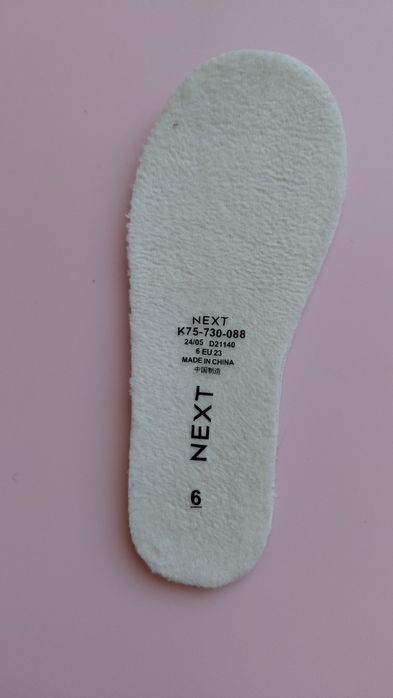 NEXT
K75-730-088
24/05 D21140
6 EU 23
MADE IN CHINA
中国制造
NEXT
6